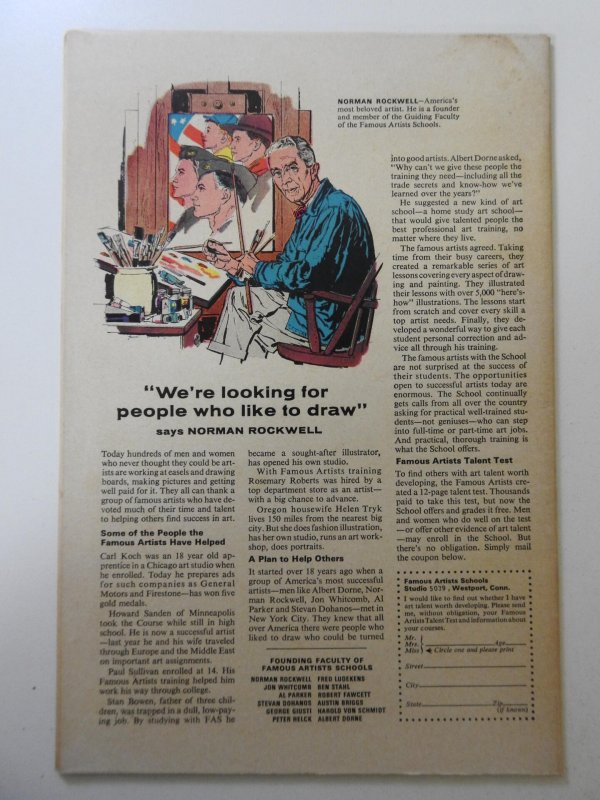 NORMAN ROCKWELL—America's
most beloved artist. He is a founder
and member of the Guiding Faculty
of the Famous Artists Schools.
"We're looking for
people who like to draw"
says NORMAN ROCKWELL
Today hundreds of men and women
who never thought they could be art-
ists are working at easels and drawing
boards, making pictures and getting
well paid for it. They all can thank a
group of famous artists who have de-
voted much of their time and talent
to helping others find success in art.
Some of the People the
Famous Artists Have Helped
Carl Koch was an 18 year old ap-
prentice in a Chicago art studio when
he enrolled. Today he prepares ads
for such companies as General
Motors and Firestone—has won five
gold medals.
Howard Sanden of Minneapolis
took the Course while still in high
school. He is now a successful artist
—last year he and his wife traveled
through Europe and the Middle East
on important art assignments.
Paul Sullivan enrolled at 14. His
Famous Artists training helped him
work his way through college.
Stan Bowen, father of three chil-
dren, was trapped in a dull, low-pay-
ing job. By studying with FAS he
became a sought-after illustrator,
has opened his own studio.
With Famous Artists training
Rosemary Roberts was hired by a
top department store as an artist—
with a big chance to advance.
Oregon housewife Helen Tryk
lives 150 miles from the nearest big
city. But she does fashion illustration,
has her own studio, runs an art work-
shop, does portraits.
A Plan to Help Others
It started over 18 years ago when a
group of America's most successful
artists—men like Albert Dorne, Nor-
man Rockwell, Jon Whitcomb, Al
Parker and Stevan Dohanos—met in
New York City. They knew that all
over America there were people who
liked to draw who could be turned
FOUNDING FACULTY OF
FAMOUS ARTISTS SCHOOLS
NORMAN ROCKWELL FRED LUDEKENS
JON WHITCOMB BEN STAHL
AL PARKER ROBERT FAWCETT
STEVAN DOHANOS AUSTIN BRIGGS
GEORGE GIUSTI HAROLD VON SCHMIDT
PETER HELCK ALBERT DORNE
into good artists. Albert Dorne asked,
"Why can't we give these people the
training they need—including all the
trade secrets and know-how we've
learned over the years?"
He suggested a new kind of art
school—a home study art school—
that would give talented people the
best professional art training, no
matter where they live.
The famous artists agreed. Taking
time from their busy careers, they
created a remarkable series of art
lessons covering every aspect of draw-
ing and painting. They illustrated
their lessons with over 5,000 "here's-
how" illustrations. The lessons start
from scratch and cover every skill a
top artist needs. Finally, they de-
veloped a wonderful way to give each
student personal correction and ad-
vice all through his training.
The famous artists with the School
are not surprised at the success of
their students. The opportunities
open to successful artists today are
enormous. The School continually
gets calls from all over the country
asking for practical well-trained stu-
dents—not geniuses—who can step
into full-time or part-time art jobs.
And practical, thorough training is
what the School offers.
Famous Artists Talent Test
To find others with art talent worth
developing, the Famous Artists cre-
ated a 12-page talent test. Thousands
paid to take this test, but now the
School offers and grades it free. Men
and women who do well on the test
—or offer other evidence of art talent
—may enroll in the School. But
there's no obligation. Simply mail
the coupon below.
Famous Artists Schools
Studio 5039, Westport, Conn.
I would like to find out whether I have
art talent worth developing. Please send
me, without obligation, your Famous
Artists Talent Test and information about
your courses.
Mr.
Mrs. Age
Miss Circle one and please print
Street
City
State Zip
(if known)